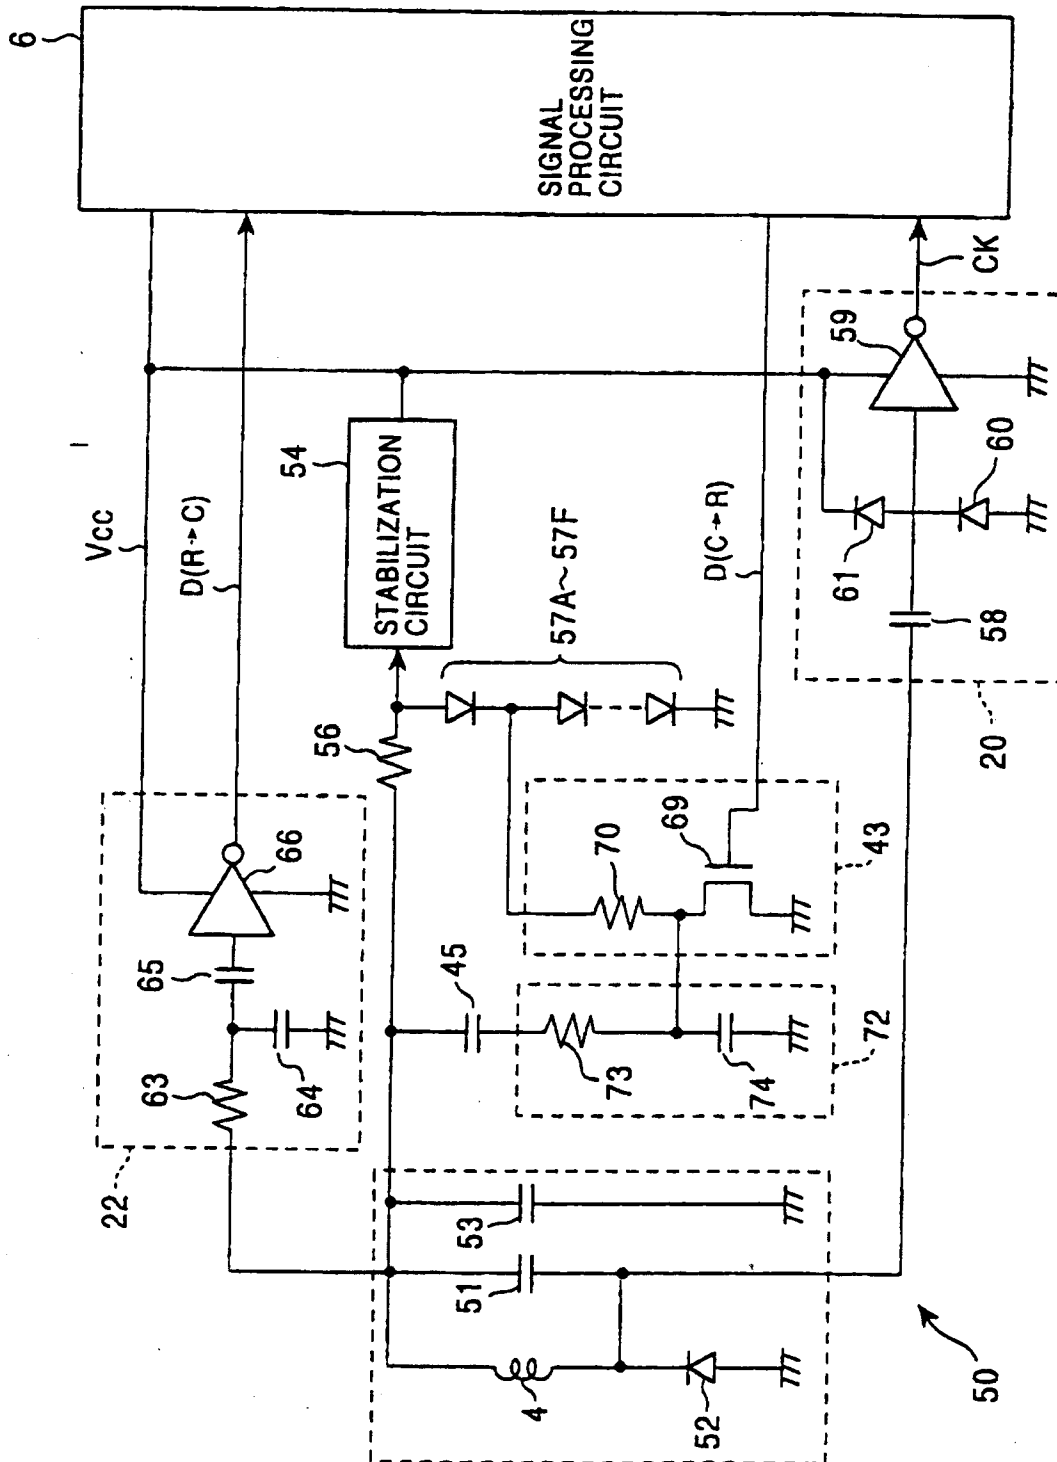 6
SIGNAL
PROCESSING
CIRCUIT
Vcc
D(R→C)
54
STABILIZATION
CIRCUIT
57A~57F
D(C→R)
CK
59
60
61
58
20
56
66
65
63
64
22
70
69
43
45
73
74
72
53
51
4
52
50